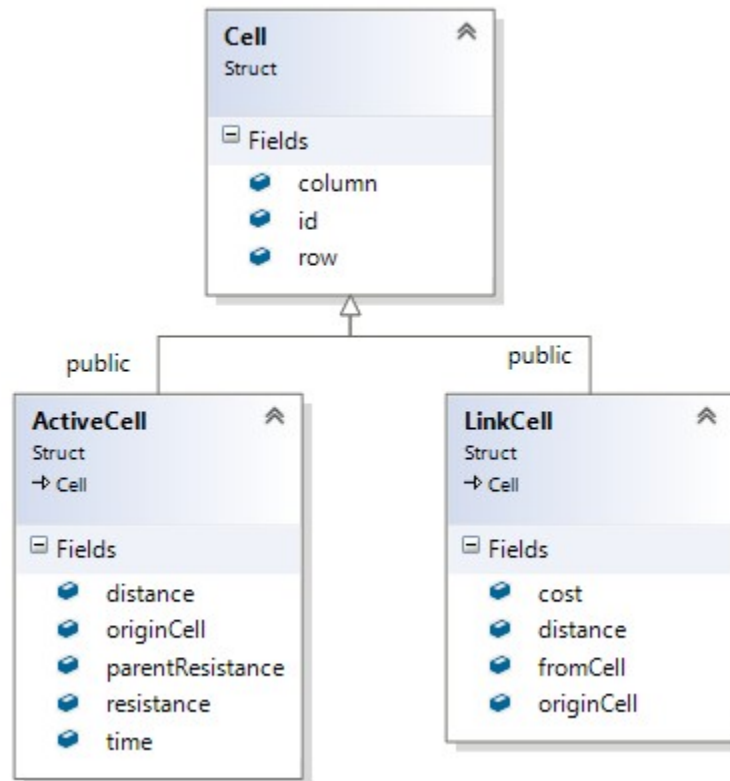 Cell
Struct
Fields
column
id
row
public
public
ActiveCell
Struct
Cell
Fields
distance
originCell
parentResistance
resistance
time
LinkCell
Struct
Cell
Fields
cost
distance
fromCell
originCell